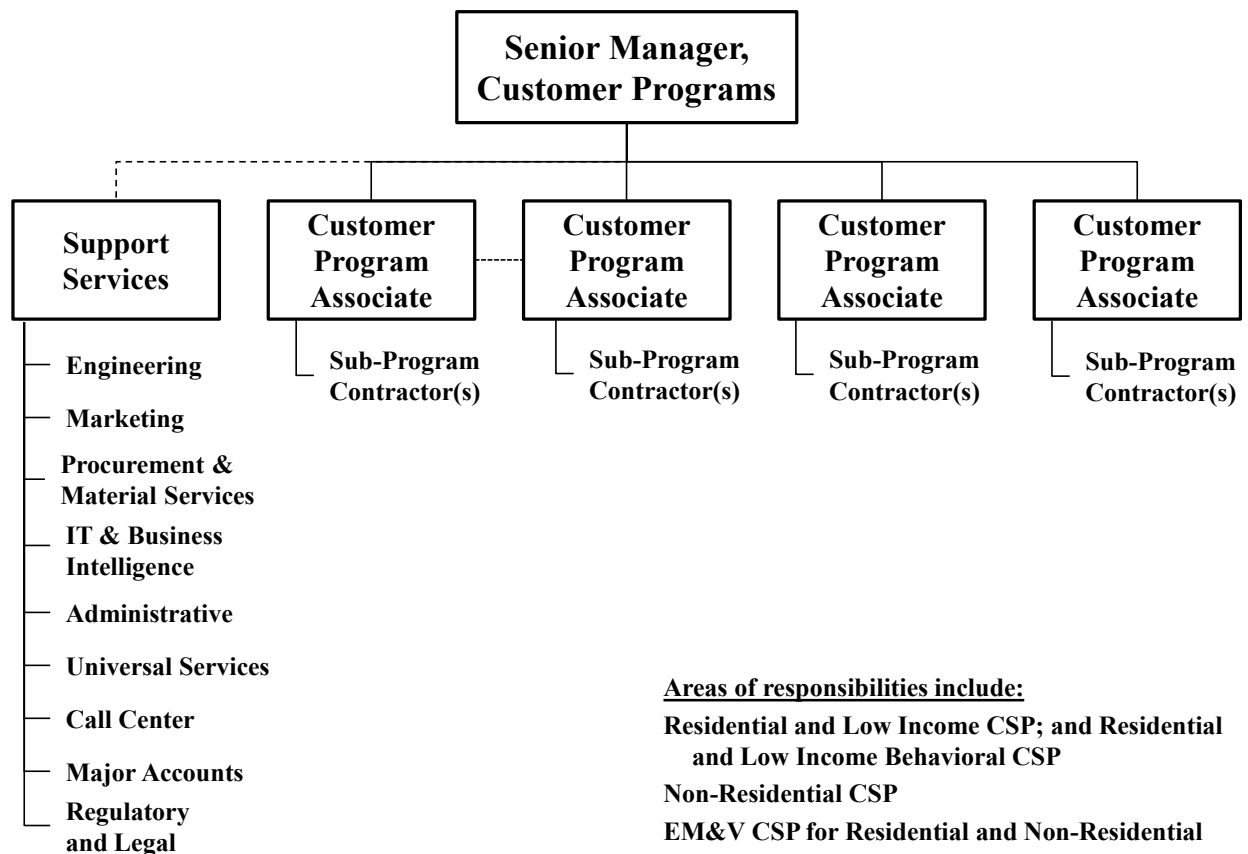 Senior Manager,
Customer Programs
Support
Services
Customer
Program
Associate
Customer
Program
Associate
Customer
Program
Associate
Customer
Program
Associate
Engineering
Marketing
Procurement &
Material Services
IT & Business
Intelligence
Administrative
Universal Services
Call Center
Major Accounts
Regulatory
and Legal
Sub-Program
Contractor(s)
Sub-Program
Contractor(s)
Sub-Program
Contractor(s)
Sub-Program
Contractor(s)
Areas of responsibilities include:
Residential and Low Income CSP; and Residential
and Low Income Behavioral CSP
Non-Residential CSP
EM&V CSP for Residential and Non-Residential